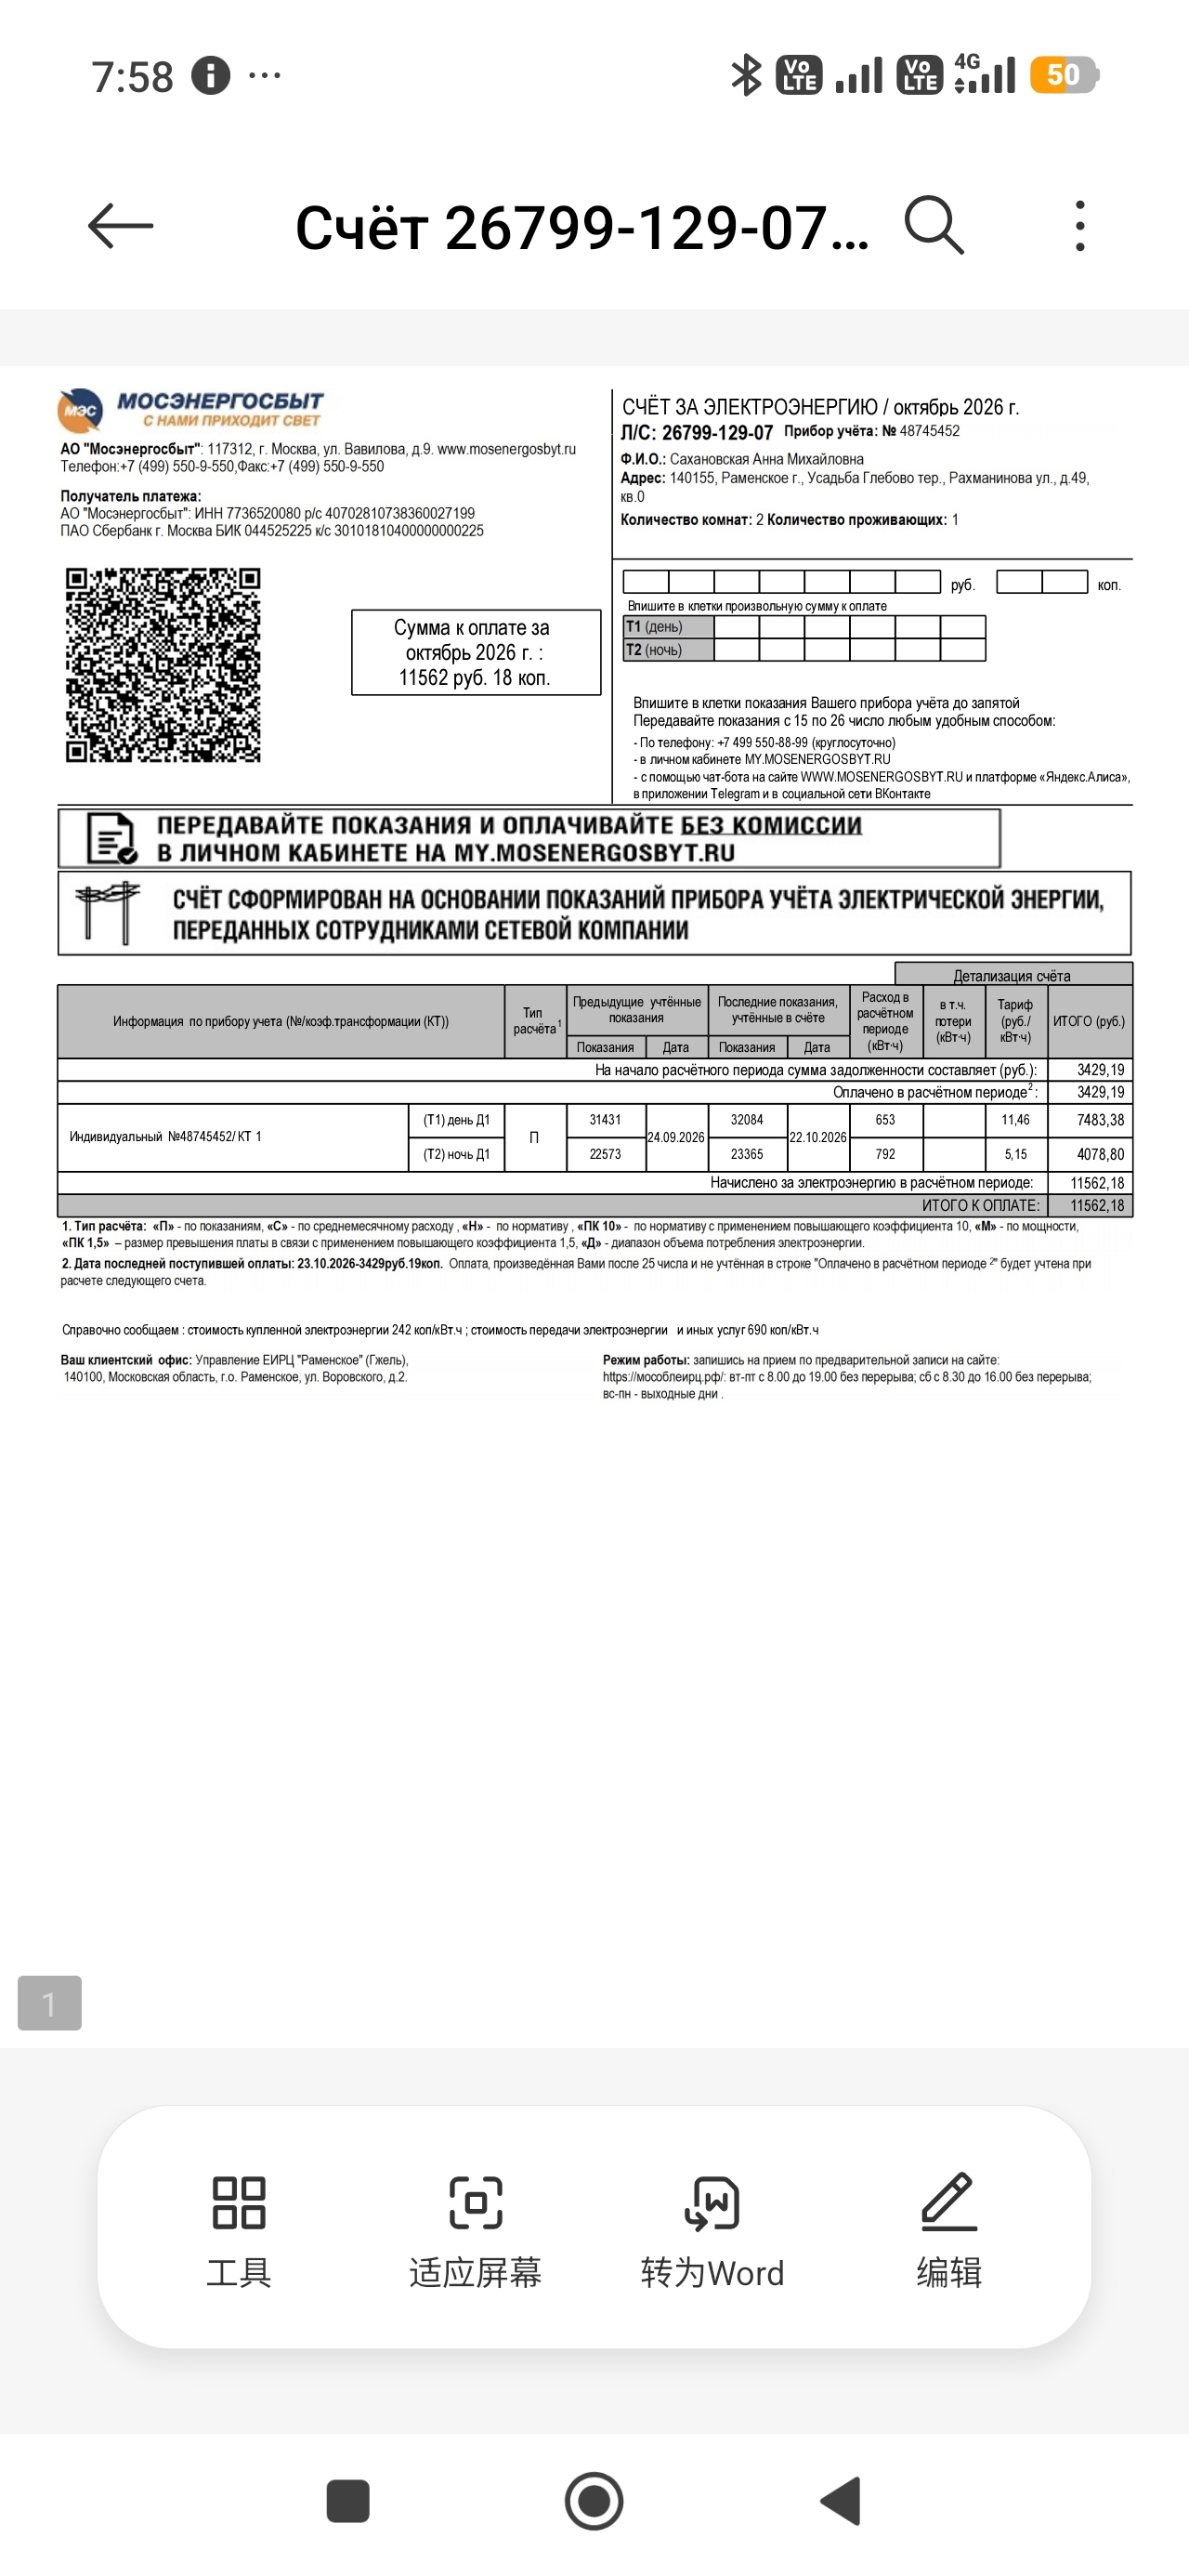 7:58
Vo LTE Vo LTE 4G 50
Счёт 26799-129-07...
МЭС МОСЭНЕРГОСБЫТ
С НАМИ ПРИХОДИТ СВЕТ
АО "Мосэнергосбыт": 117312, г. Москва, ул. Вавилова, д.9. www.mosenergosbyt.ru
Телефон:+7 (499) 550-9-550,Факс:+7 (499) 550-9-550
Получатель платежа:
АО "Мосэнергосбыт": ИНН 7736520080 р/с 40702810738360027199
ПАО Сбербанк г. Москва БИК 044525225 к/с 30101810400000000225
Сумма к оплате за
октябрь 2026 г. :
11562 руб. 18 коп.
СЧЁТ ЗА ЭЛЕКТРОЭНЕРГИЮ / октябрь 2026 г.
Л/С: 26799-129-07 Прибор учёта: № 48745452
Ф.И.О.: Сахановская Анна Михайловна
Адрес: 140155, Раменское г., Усадьба Глебово тер., Рахманинова ул., д.49,
кв.0
Количество комнат: 2 Количество проживающих: 1
руб. коп.
Впишите в клетки произвольную сумму к оплате
Т1 (день)
Т2 (ночь)
Впишите в клетки показания Вашего прибора учёта до запятой
Передавайте показания с 15 по 26 число любым удобным способом:
- По телефону: +7 499 550-88-99 (круглосуточно)
- в личном кабинете MY.MOSENERGOSBYT.RU
- с помощью чат-бота на сайте WWW.MOSENERGOSBYT.RU и платформе «Яндекс.Алиса»,
в приложении Telegram и в социальной сети ВКонтакте
ПЕРЕДАВАЙТЕ ПОКАЗАНИЯ И ОПЛАЧИВАЙТЕ БЕЗ КОМИССИИ
В ЛИЧНОМ КАБИНЕТЕ НА MY.MOSENERGOSBYT.RU
СЧЁТ СФОРМИРОВАН НА ОСНОВАНИИ ПОКАЗАНИЙ ПРИБОРА УЧЁТА ЭЛЕКТРИЧЕСКОЙ ЭНЕРГИИ,
ПЕРЕДАННЫХ СОТРУДНИКАМИ СЕТЕВОЙ КОМПАНИИ
Детализация счёта
Информация по прибору учета (№/коэф.трансформации (КТ))
Тип расчёта 1
Предыдущие учтённые показания
Последние показания, учтённые в счёте
Расход в расчётном периоде (кВт·ч)
в т.ч. потери (кВт·ч)
Тариф (руб./ кВт·ч)
ИТОГО (руб.)
Показания Дата Показания Дата
На начало расчётного периода сумма задолженности составляет (руб.): 3429,19
Оплачено в расчётном периоде 2 : 3429,19
Индивидуальный №48745452/ КТ 1
(Т1) день Д1 П 31431 24.09.2026 32084 22.10.2026 653 11,46 7483,38
(Т2) ночь Д1 22573 23365 792 5,15 4078,80
Начислено за электроэнергию в расчётном периоде: 11562,18
ИТОГО К ОПЛАТЕ: 11562,18
1. Тип расчёта: «П» - по показаниям, «С» - по среднемесячному расходу , «Н» - по нормативу , «ПК 10» - по нормативу с применением повышающего коэффициента 10, «М» - по мощности,
«ПК 1,5» – размер превышения платы в связи с применением повышающего коэффициента 1,5, «Д» - диапазон объема потребления электроэнергии.
2. Дата последней поступившей оплаты: 23.10.2026-3429руб.19коп. Оплата, произведённая Вами после 25 числа и не учтённая в строке "Оплачено в расчётном периоде 2" будет учтена при
расчете следующего счета.
Справочно сообщаем : стоимость купленной электроэнергии 242 коп/кВт.ч ; стоимость передачи электроэнергии и иных услуг 690 коп/кВт.ч
Ваш клиентский офис: Управление ЕИРЦ "Раменское" (Гжель),
140100, Московская область, г.о. Раменское, ул. Воровского, д.2.
Режим работы: запишись на прием по предварительной записи на сайте:
https://мособлеирц.рф/: вт-пт с 8.00 до 19.00 без перерыва; сб с 8.30 до 16.00 без перерыва;
вс-пн - выходные дни .
1
工具 适应屏幕 转为Word 编辑